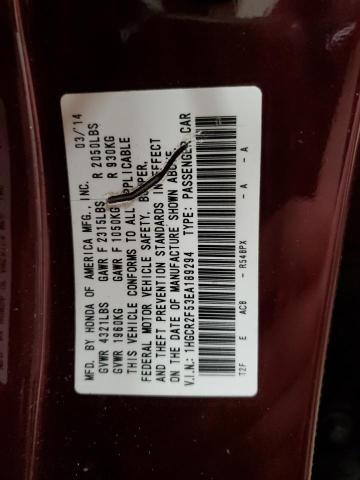 MFD. BY HONDA OF AMERICA MFG., INC. 03/'14
GVWR 4321LBS GAWR F 2315LBS R 2050LBS
GVWR 1960KG GAWR F 1050KG R 930KG
THIS VEHICLE CONFORMS TO ALL APPLICABLE
FEDERAL MOTOR VEHICLE SAFETY, BUMPER,
AND THEFT PREVENTION STANDARDS IN EFFECT
ON THE DATE OF MANUFACTURE SHOWN ABOVE.
V.I.N.: 1HGCR2F53EA189294 TYPE: PASSENGER CAR
T2F E ACB - R548PX - A - A